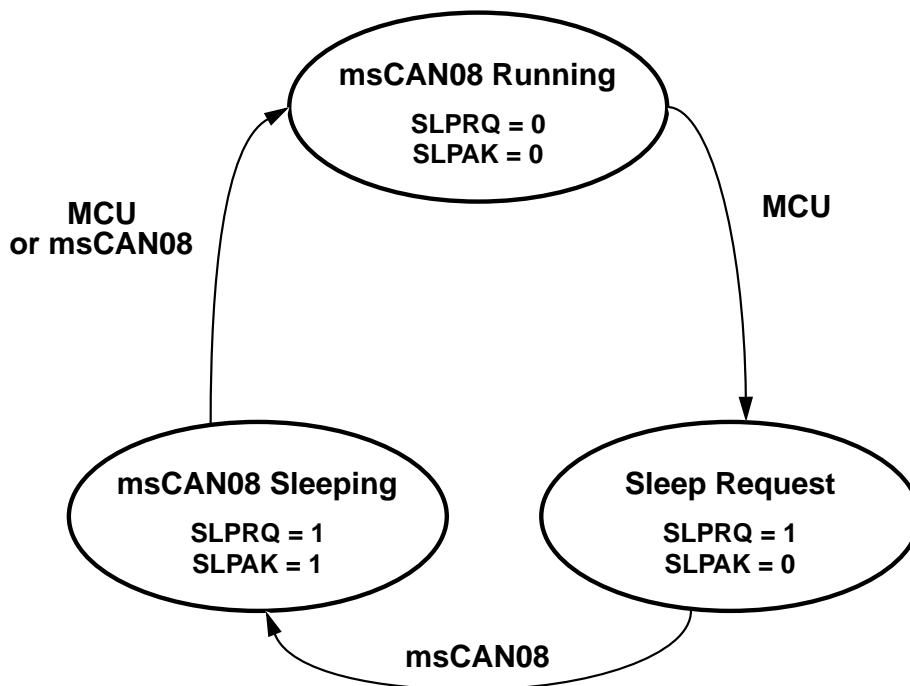 msCAN08 Running
SLPRQ = 0
SLPAK = 0
MCU
or msCAN08
MCU
msCAN08 Sleeping
SLPRQ = 1
SLPAK = 1
Sleep Request
SLPRQ = 1
SLPAK = 0
msCAN08